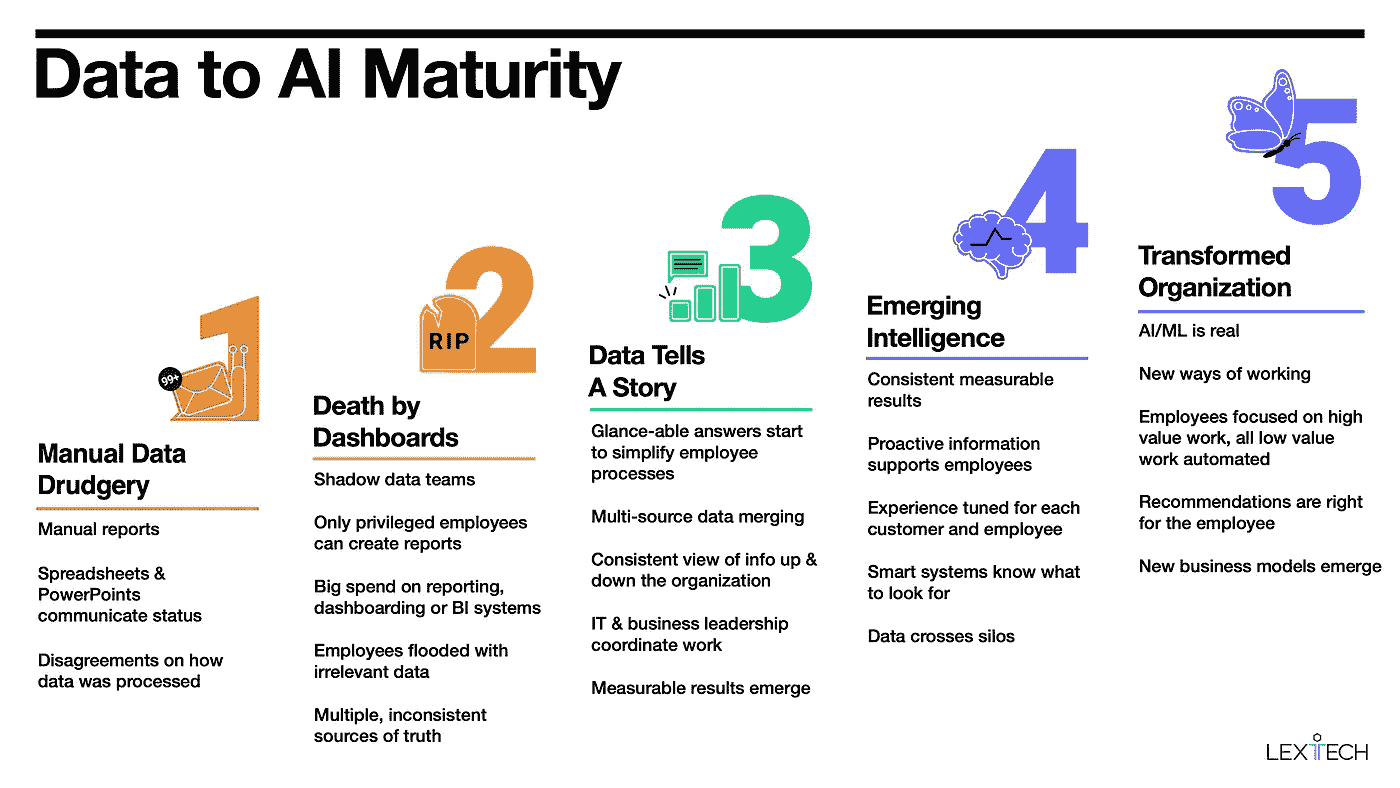 Data to AI Maturity
1
99+
Manual Data
Drudgery
Manual reports
Spreadsheets &
PowerPoints
communicate status
Disagreements on how
data was processed
2
RIP
Death by
Dashboards
Shadow data teams
Only privileged employees
can create reports
Big spend on reporting,
dashboarding or BI systems
Employees flooded with
irrelevant data
Multiple, inconsistent
sources of truth
3
Data Tells
A Story
Glance-able answers start
to simplify employee
processes
Multi-source data merging
Consistent view of info up &
down the organization
IT & business leadership
coordinate work
Measurable results emerge
4
Emerging
Intelligence
Consistent measurable
results
Proactive information
supports employees
Experience tuned for each
customer and employee
Smart systems know what
to look for
Data crosses silos
5
Transformed
Organization
AI/ML is real
New ways of working
Employees focused on high
value work, all low value
work automated
Recommendations are right
for the employee
New business models emerge
LEXTECH